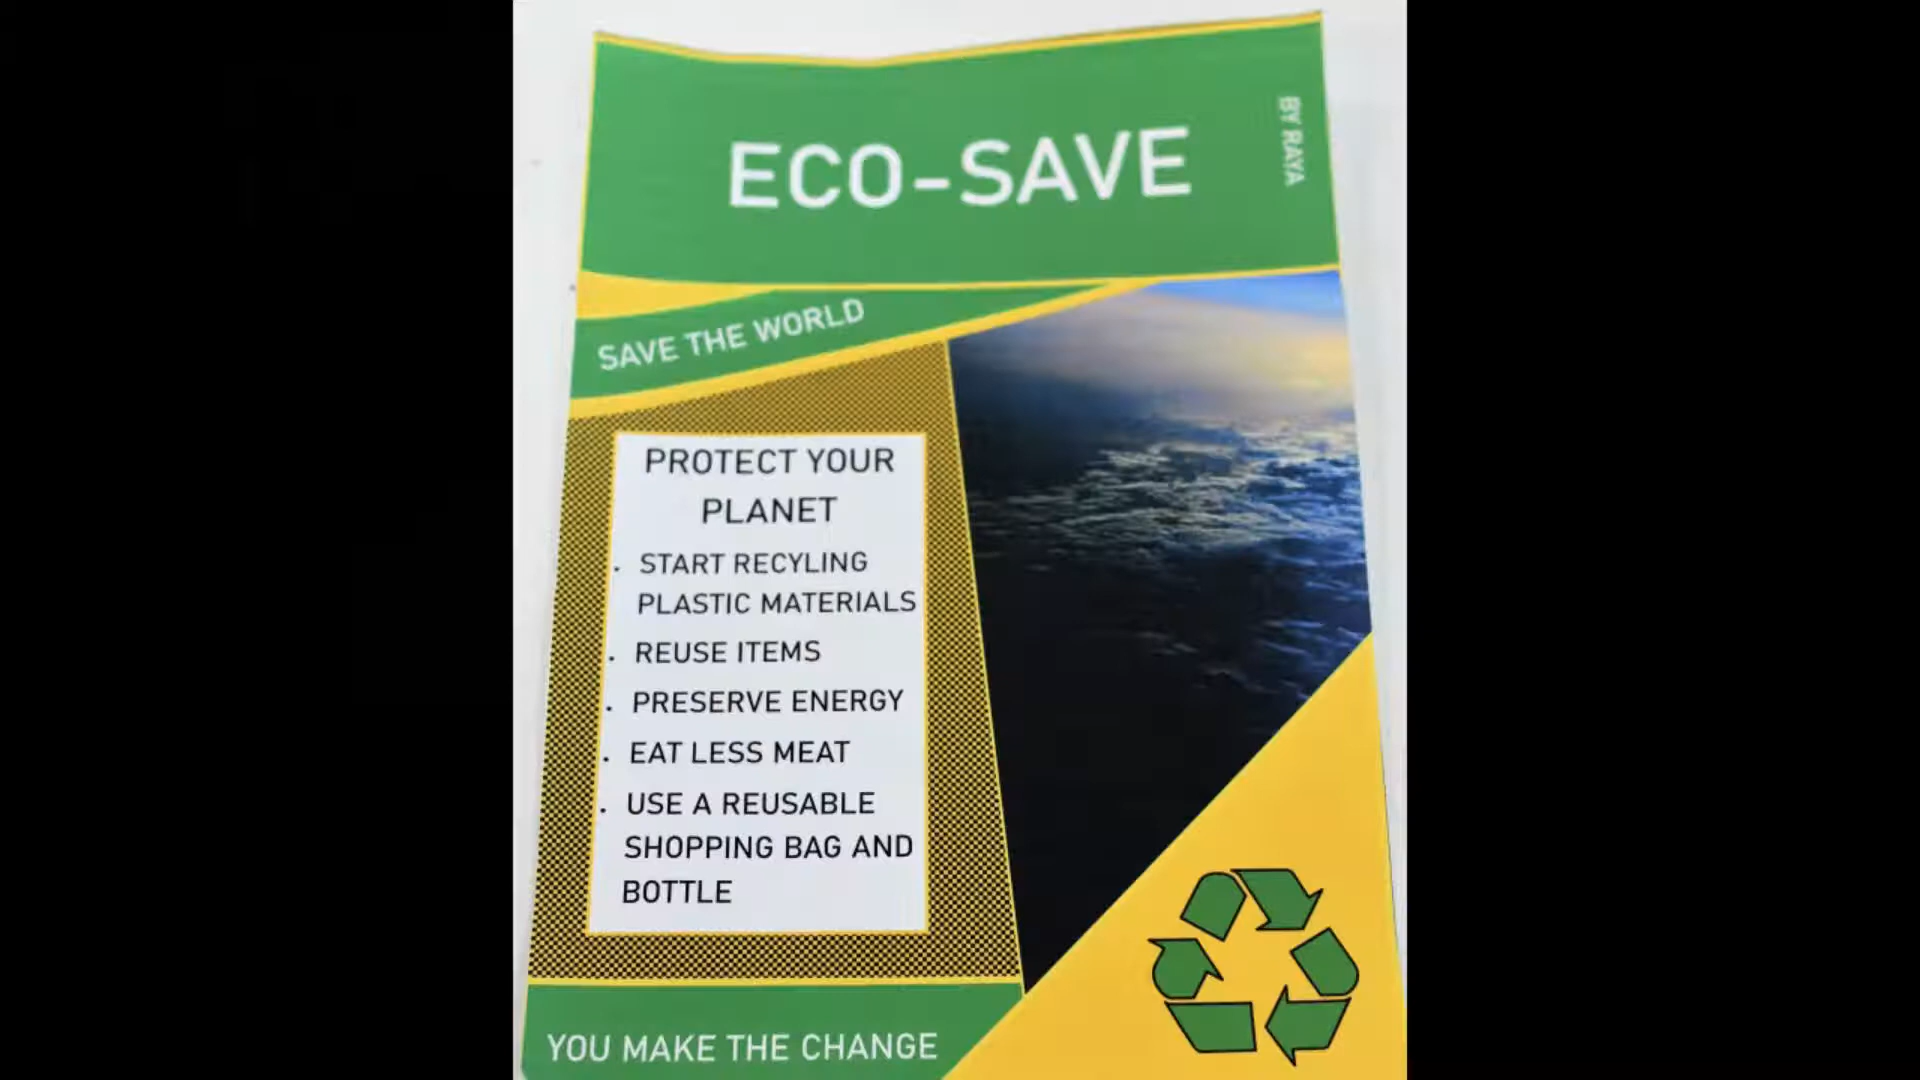 ECO-SAVE
BY RAYA
SAVE THE WORLD
PROTECT YOUR
PLANET
. START RECYLING
PLASTIC MATERIALS
. REUSE ITEMS
. PRESERVE ENERGY
. EAT LESS MEAT
. USE A REUSABLE
SHOPPING BAG AND
BOTTLE
YOU MAKE THE CHANGE